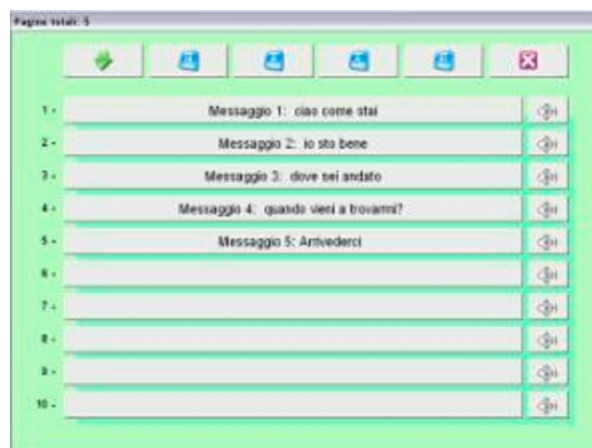 Pagine totali: 5
1 - Messaggio 1: ciao come stai
2 - Messaggio 2: io sto bene
3 - Messaggio 3: dove sei andato
4 - Messaggio 4: quando vieni a trovarmi?
5 - Messaggio 5: Arrivederci
6 -
7 -
8 -
9 -
10 -